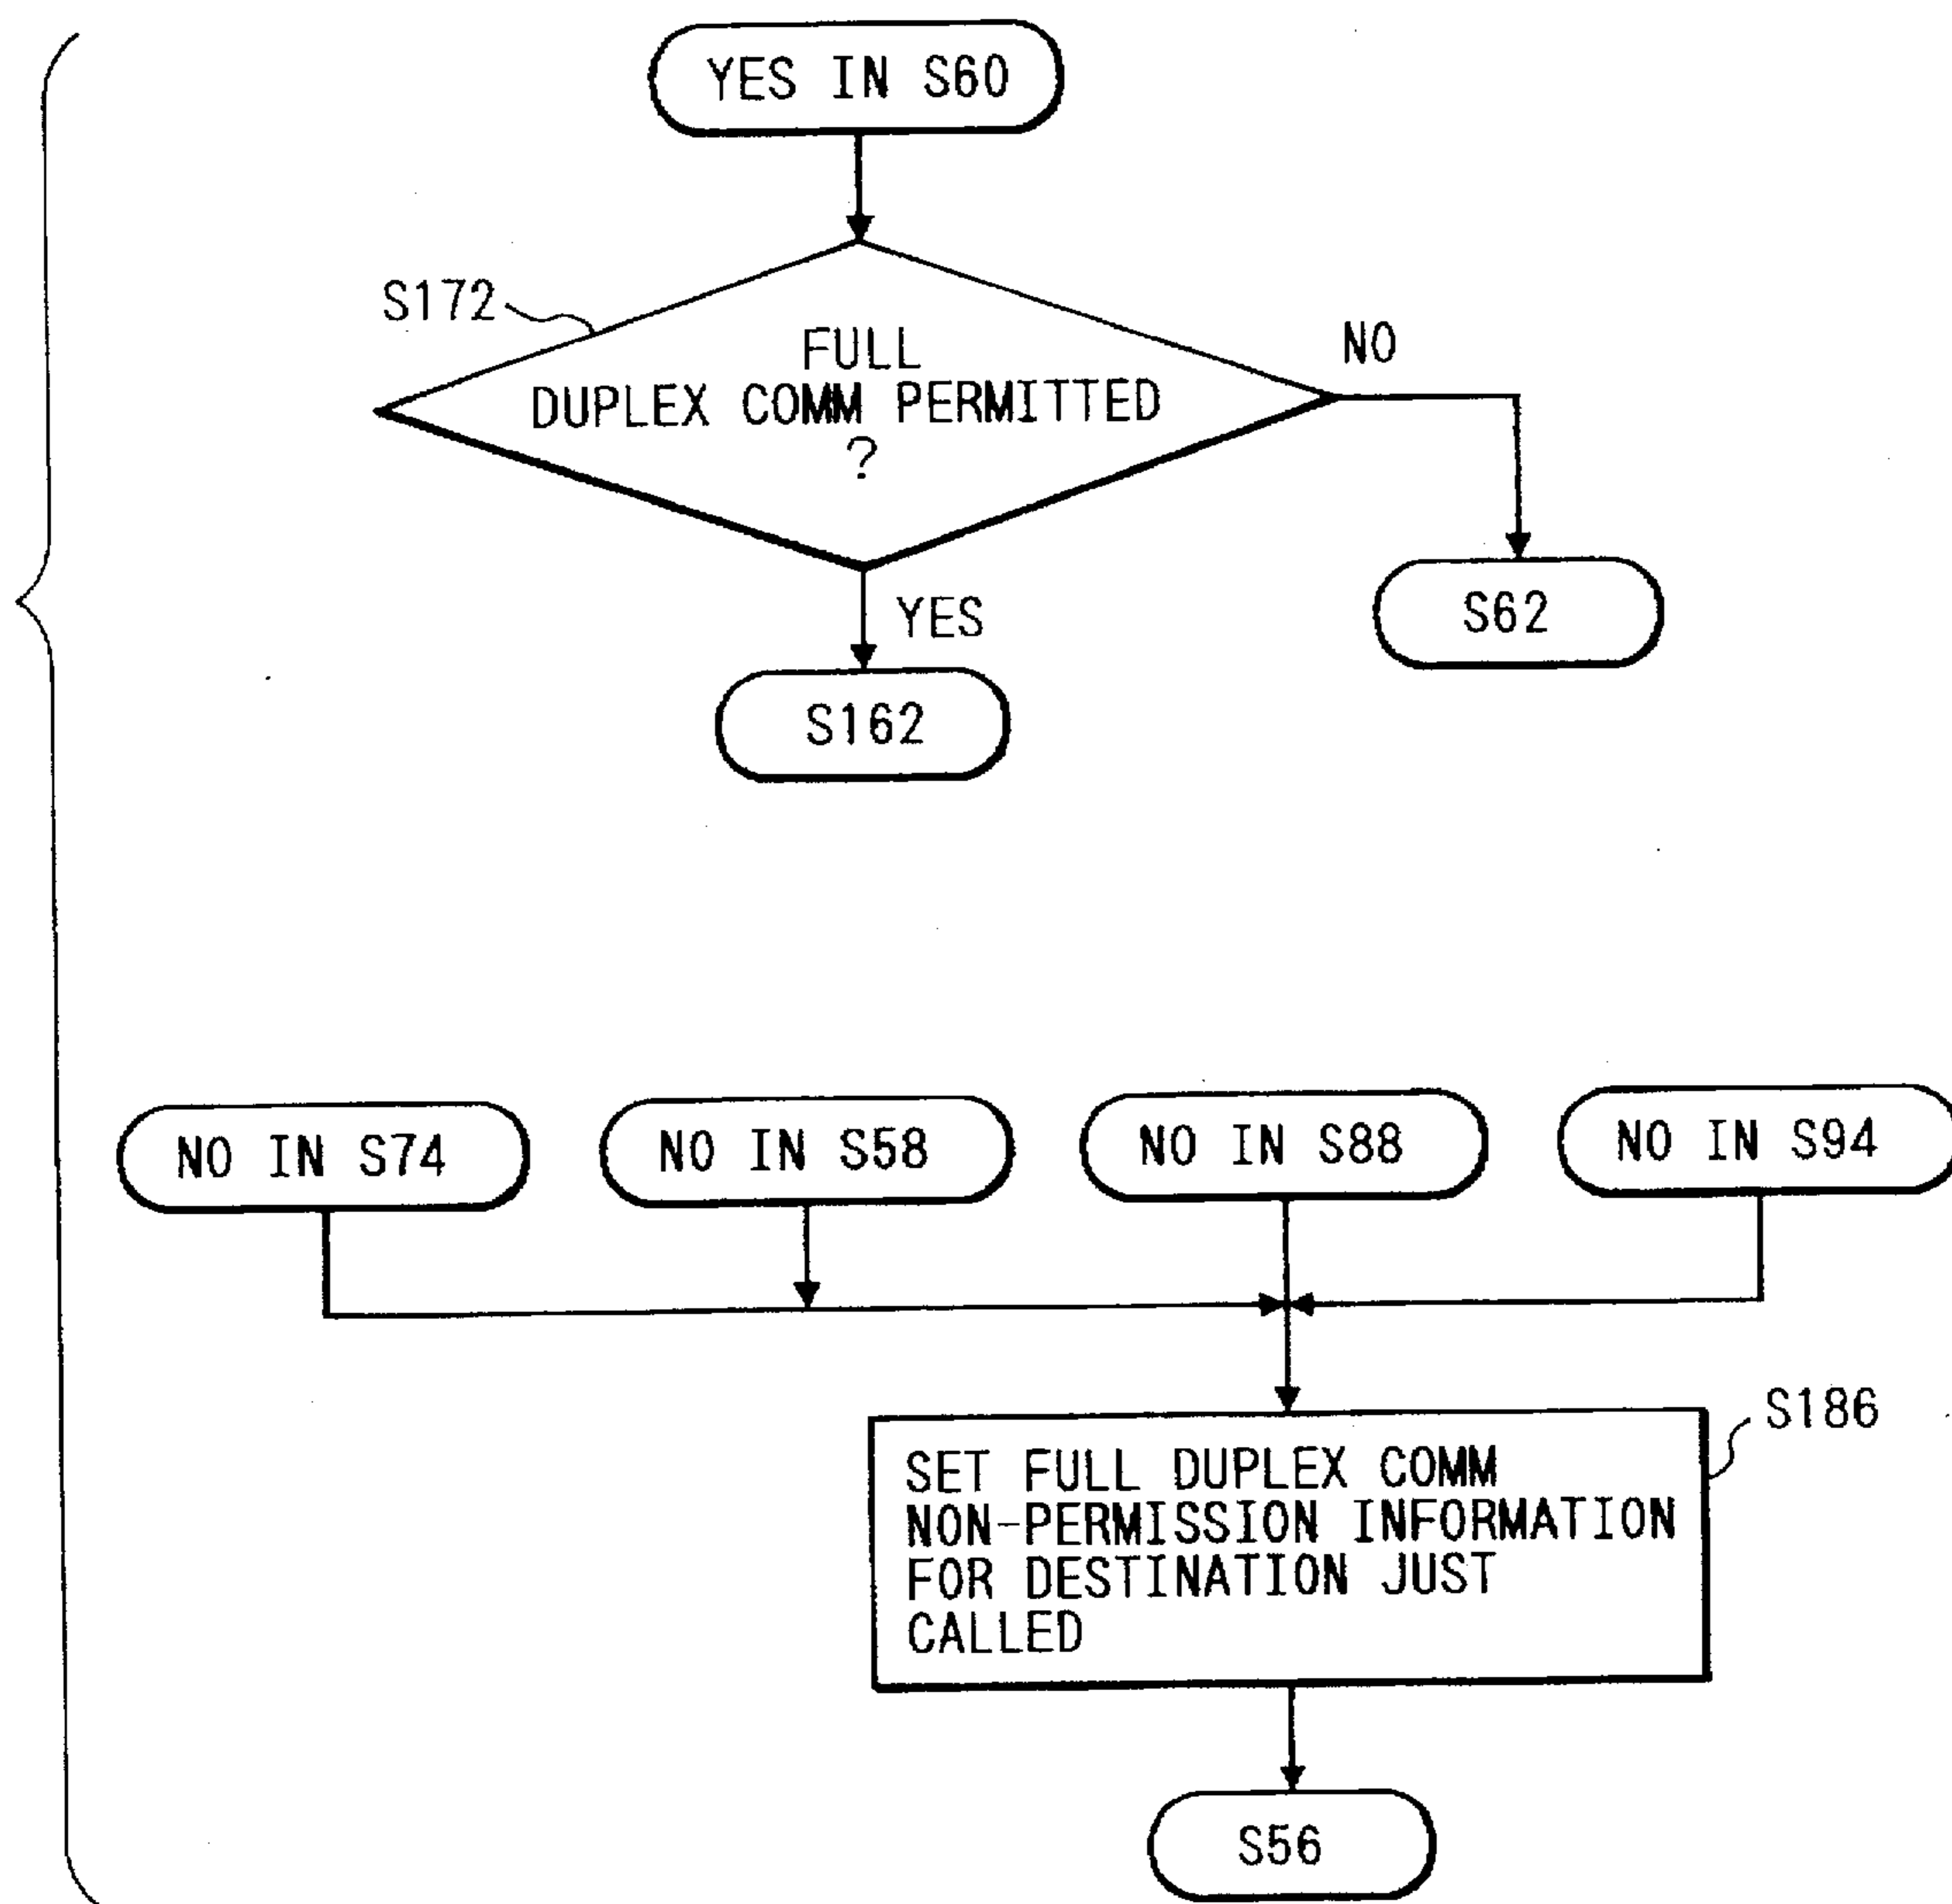 YES IN S60
S172
FULL
DUPLEX COMM PERMITTED
?
NO
YES
S62
S162
NO IN S74
NO IN S58
NO IN S88
NO IN S94
S186
SET FULL DUPLEX COMM
NON-PERMISSION INFORMATION
FOR DESTINATION JUST
CALLED
S56